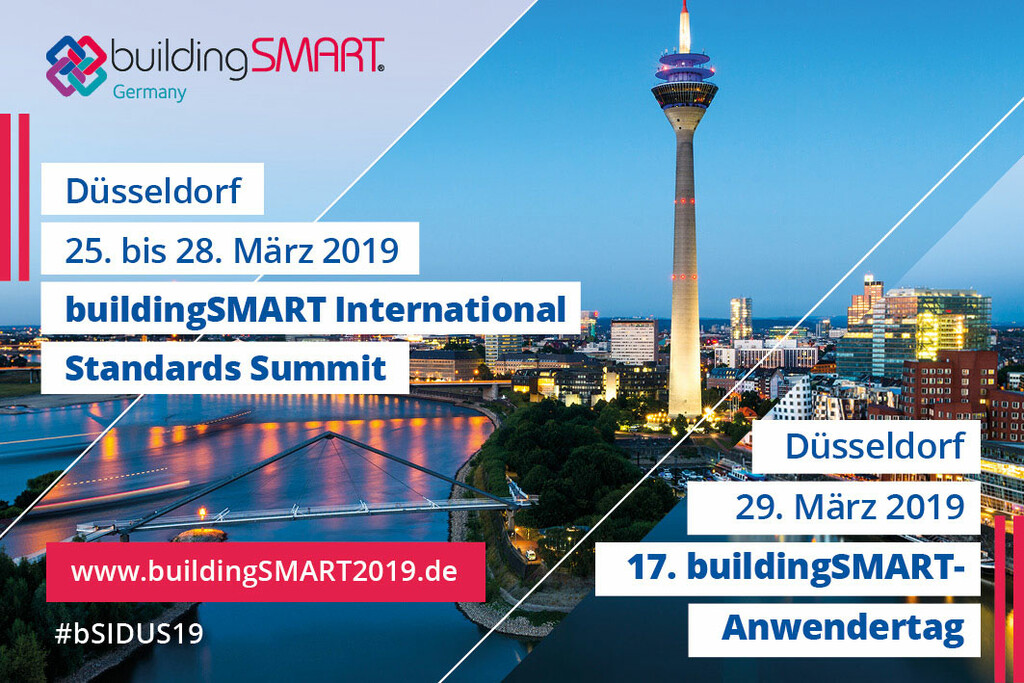 buildingSMART®
Germany
Düsseldorf
25. bis 28. März 2019
buildingSMART International
Standards Summit
Düsseldorf
29. März 2019
17. buildingSMART-
Anwendertag
www.buildingSMART2019.de
#bSIDUS19